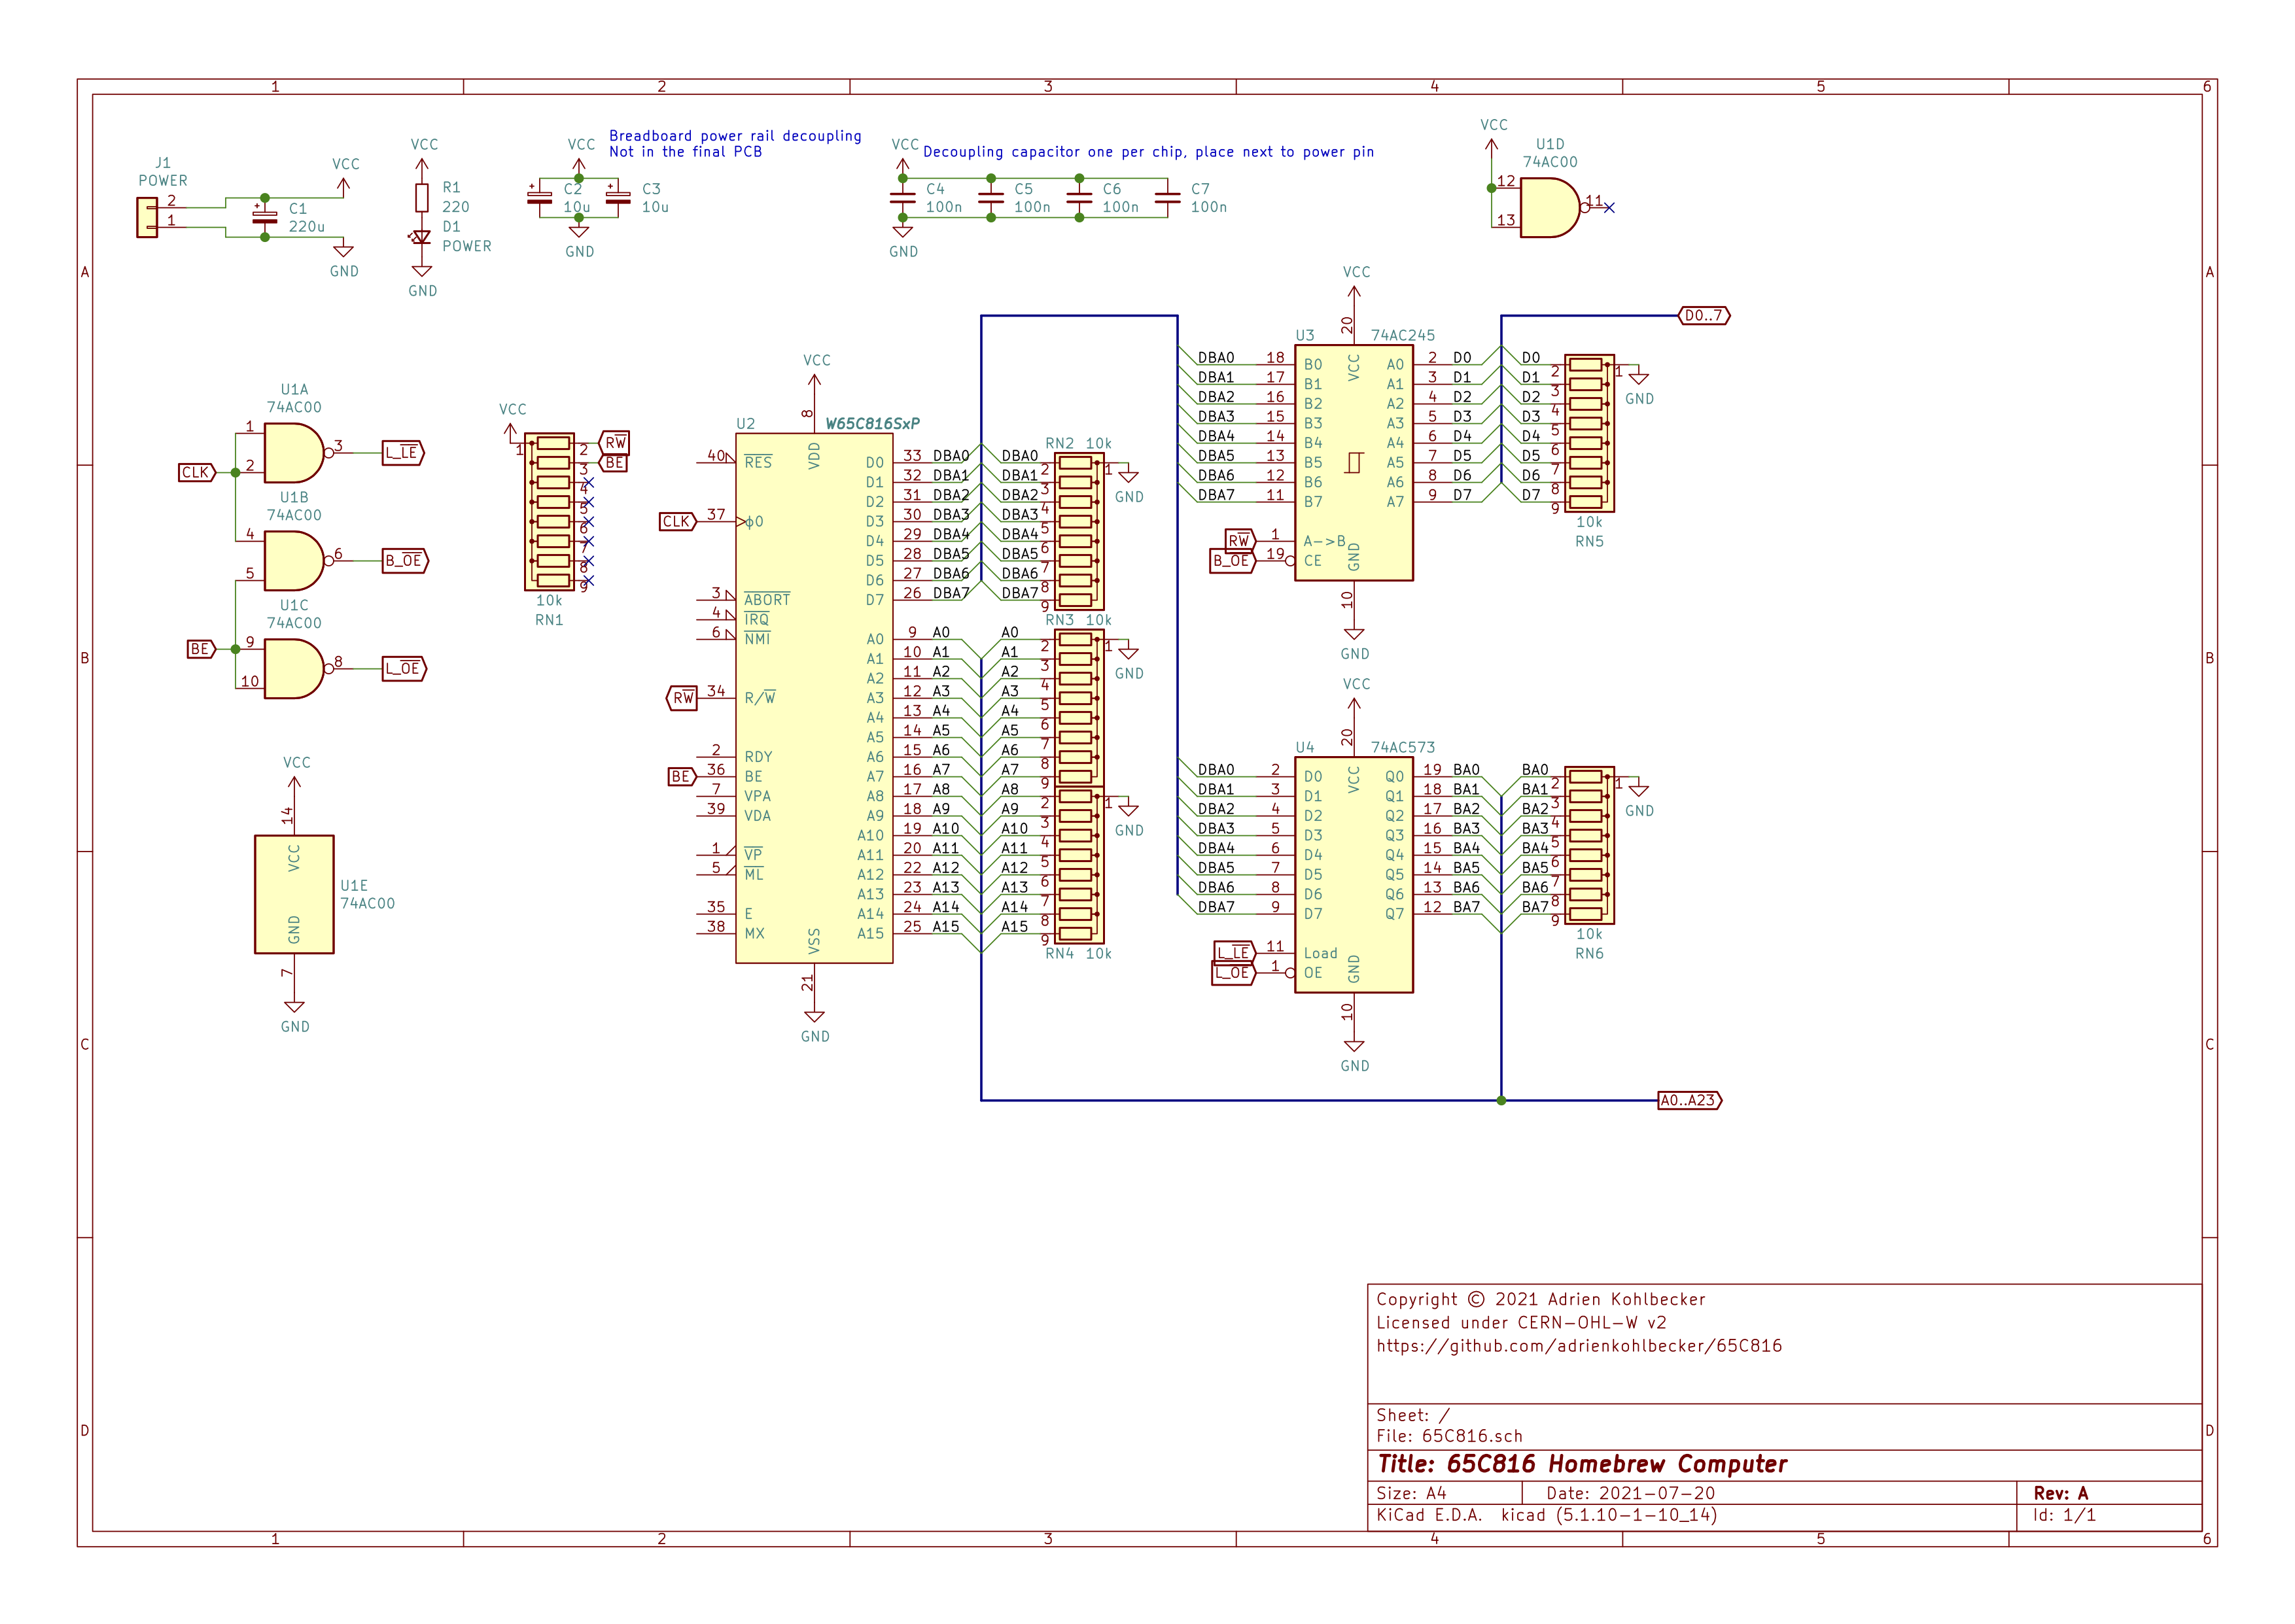 1 2 3 4 5 6
A
B
C
D
A
B
C
D
1 2 3 4 5 6
J1
POWER
2
1
C1
220u
VCC
GND
VCC
R1
220
D1
POWER
GND
Breadboard power rail decoupling
Not in the final PCB
VCC
C2
10u
C3
10u
GND
Decoupling capacitor one per chip, place next to power pin
VCC
C4
100n
C5
100n
C6
100n
C7
100n
GND
VCC
U1D
74AC00
12
13
11
U1A
74AC00
1
2
3
CLK
L_LE
U1B
74AC00
4
5
6
B_OE
U1C
74AC00
9
10
8
BE
L_OE
VCC
14
VCC
GND
7
GND
U1E
74AC00
VCC
1
2
3
4
5
6
7
8
9
RW
BE
10k
RN1
VCC
8
U2
W65C816SxP
VDD
40 RES
CLK 37 ϕ0
3 ABORT
4 IRQ
6 NMI
RW 34 R/W
2 RDY
BE 36 BE
7 VPA
39 VDA
1 VP
5 ML
35 E
38 MX
VSS
21
GND
D0 33 DBA0 DBA0
D1 32 DBA1 DBA1
D2 31 DBA2 DBA2
D3 30 DBA3 DBA3
D4 29 DBA4 DBA4
D5 28 DBA5 DBA5
D6 27 DBA6 DBA6
D7 26 DBA7 DBA7
A0 9 A0 A0
A1 10 A1 A1
A2 11 A2 A2
A3 12 A3 A3
A4 13 A4 A4
A5 14 A5 A5
A6 15 A6 A6
A7 16 A7 A7
A8 17 A8 A8
A9 18 A9 A9
A10 19 A10 A10
A11 20 A11 A11
A12 22 A12 A12
A13 23 A13 A13
A14 24 A14 A14
A15 25 A15 A15
RN2 10k
2
3
4
5
6
7
8
9
1
GND
RN3 10k
2
3
4
5
6
7
8
9
1
GND
2
3
4
5
6
7
8
9
1
GND
RN4 10k
VCC
20
U3 74AC245
VCC
DBA0 18 B0 A0 2 D0 D0
DBA1 17 B1 A1 3 D1 D1
DBA2 16 B2 A2 4 D2 D2
DBA3 15 B3 A3 5 D3 D3
DBA4 14 B4 A4 6 D4 D4
DBA5 13 B5 A5 7 D5 D5
DBA6 12 B6 A6 8 D6 D6
DBA7 11 B7 A7 9 D7 D7
RW 1 A->B
B_OE 19 CE
GND
10
GND
D0..7
2
3
4
5
6
7
8
9
1
GND
10k
RN5
VCC
20
U4 74AC573
VCC
DBA0 2 D0 Q0 19 BA0 BA0
DBA1 3 D1 Q1 18 BA1 BA1
DBA2 4 D2 Q2 17 BA2 BA2
DBA3 5 D3 Q3 16 BA3 BA3
DBA4 6 D4 Q4 15 BA4 BA4
DBA5 7 D5 Q5 14 BA5 BA5
DBA6 8 D6 Q6 13 BA6 BA6
DBA7 9 D7 Q7 12 BA7 BA7
L_LE 11 Load
L_OE 1 OE
GND
10
GND
2
3
4
5
6
7
8
9
1
GND
10k
RN6
A0..A23
Copyright © 2021 Adrien Kohlbecker
Licensed under CERN-OHL-W v2
https://github.com/adrienkohlbecker/65C816
Sheet: /
File: 65C816.sch
Title: 65C816 Homebrew Computer
Size: A4 Date: 2021-07-20 Rev: A
KiCad E.D.A. kicad (5.1.10-1-10_14) Id: 1/1